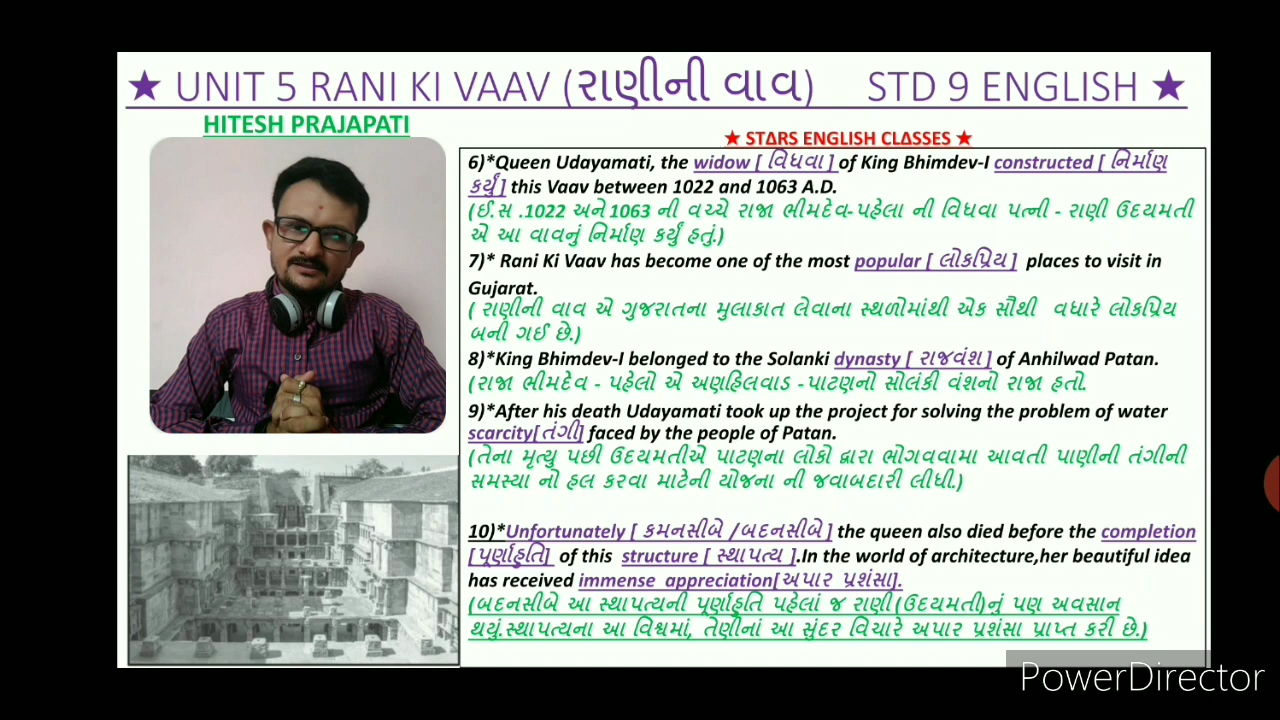 ★ UNIT 5 RANI KI VAAV (રાણીની વાવ) STD 9 ENGLISH ★
HITESH PRAJAPATI
★ STΔRS ENGLISH CLΔSSES ★
6)*Queen Udayamati, the widow [ વિધવા ] of King Bhimdev-I constructed [ નિર્માણ
કર્યું ] this Vaav between 1022 and 1063 A.D.
(ઈ.સ .1022 અને 1063 ની વચ્ચે રાજા ભીમદેવ-પહેલા ની વિધવા પત્ની - રાણી ઉદયમતી
એ આ વાવનું નિર્માણ કર્યું હતું.)
7)* Rani Ki Vaav has become one of the most popular [ લોકપ્રિય ] places to visit in
Gujarat.
( રાણીની વાવ એ ગુજરાતના મુલાકાત લેવાના સ્થળોમાંથી એક સૌથી વધારે લોકપ્રિય
બની ગઈ છે.)
8)*King Bhimdev-I belonged to the Solanki dynasty [ રાજવંશ ] of Anhilwad Patan.
(રાજા ભીમદેવ - પહેલો એ અણહિલવાડ -પાટણનો સોલંકી વંશનો રાજા હતો.
9)*After his death Udayamati took up the project for solving the problem of water
scarcity[તંગી] faced by the people of Patan.
(તેના મૃત્યુ પછી ઉદયમતીએ પાટણના લોકો દ્વારા ભોગવવામા આવતી પાણીની તંગીની
સમસ્યા નો હલ કરવા માટેની યોજના ની જવાબદારી લીધી.)
10)*Unfortunately [ કમનસીબે /બદનસીબે ] the queen also died before the completion
[પૂર્ણાહુતિ] of this structure [ સ્થાપત્ય ].In the world of architecture,her beautiful idea
has received immense appreciation[અપાર પ્રશંસા].
(બદનસીબે આ સ્થાપત્યની પૂર્ણાહુતિ પહેલાં જ રાણી(ઉદયમતી)નું પણ અવસાન
થયું.સ્થાપત્યના આ વિશ્વમાં, તેણીનાં આ સુંદર વિચારે અપાર પ્રશંસા પ્રાપ્ત કરી છે.)
PowerDirector